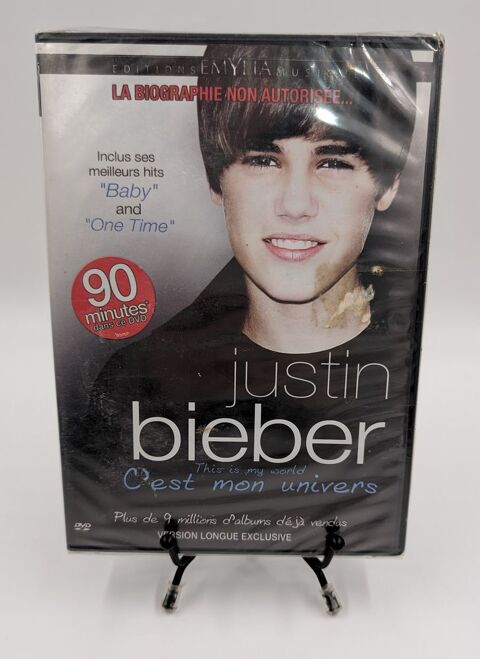 EDITIONS EMYLIA MUSIC
LA BIOGRAPHIE NON AUTORISÉE...
Inclus ses
meilleurs hits
"Baby"
and
"One Time"
90
minutes*
dans ce DVD
justin
bieber
This is my world
C'est mon univers
Plus de 9 millions d'albums déjà vendus
DVD
VERSION LONGUE EXCLUSIVE